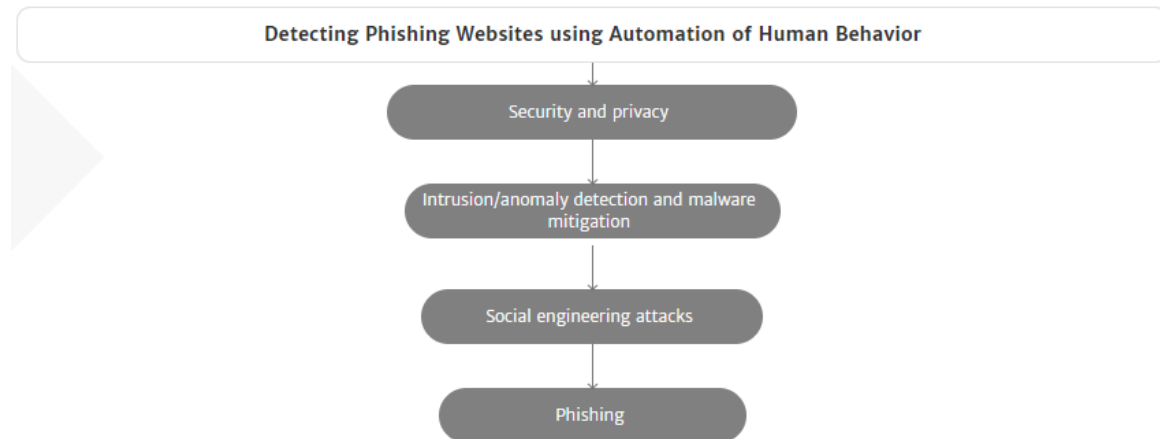 Detecting Phishing Websites using Automation of Human Behavior
Security and privacy
Intrusion/anomaly detection and malware
mitigation
Social engineering attacks
Phishing